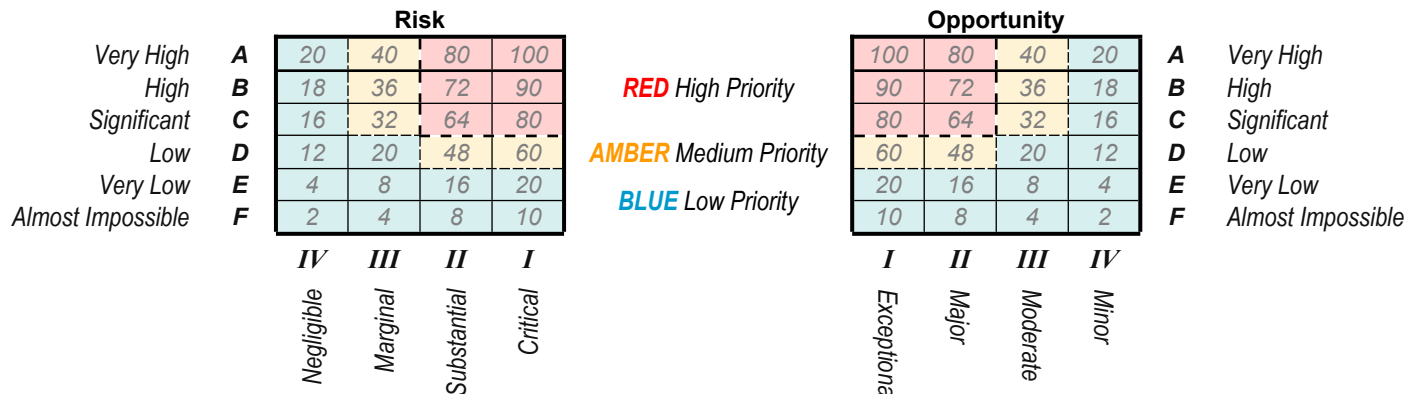 Risk Opportunity
Very High A 20 40 80 100 100 80 40 20 A Very High
High B 18 36 72 90 RED High Priority 90 72 36 18 B High
Significant C 16 32 64 80 80 64 32 16 C Significant
Low D 12 20 48 60 AMBER Medium Priority 60 48 20 12 D Low
Very Low E 4 8 16 20 BLUE Low Priority 20 16 8 4 E Very Low
Almost Impossible F 2 4 8 10 10 8 4 2 F Almost Impossible
IV III II I I II III IV
Negligible Marginal Substantial Critical Exceptiona Major Moderate Minor